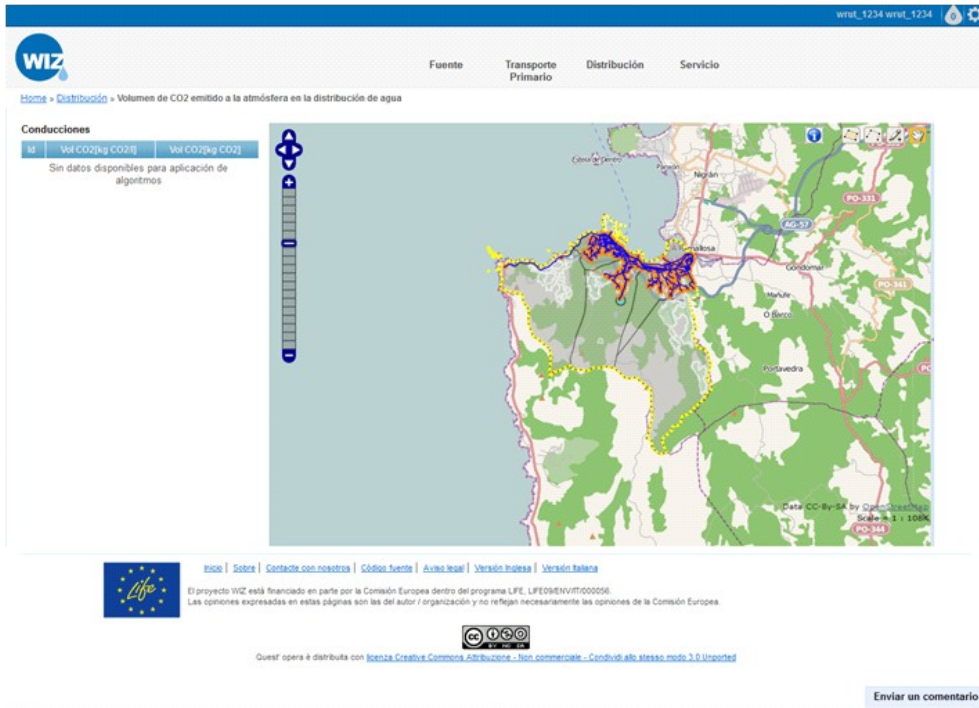 wrut_1234 wrut_1234 0
WIZ
Fuente Transporte Primario Distribución Servicio
Home » Distribución » Volumen de CO2 emitido a la atmósfera en la distribución de agua
Conducciones
Id Vol CO2[kg CO2/l] Vol CO2[kg CO2]
Sin datos disponibles para aplicación de
algoritmos
Nigrán
PO-331
AG-57
Gondomar
PO-341
Mañufe
O Barco
Portavedra
Data CC-By-SA by OpenStreetMap
Scale = 1 : 108K
PO-344
Life
Inicio | Sobre | Contacte con nosotros | Código fuente | Aviso legal | Versión Inglesa | Versión Italiana
El proyecto WIZ está financiado en parte por la Comisión Europea dentro del programa LIFE, LIFE09/ENV/IT/000056.
Las opiniones expresadas en estas páginas son las del autor / organización y no reflejan necesariamente las opiniones de la Comisión Europea.
cc BY NC SA
Quest' opera è distribuita con licenza Creative Commons Attribuzione - Non commerciale - Condividi allo stesso modo 3.0 Unported
Enviar un comentario